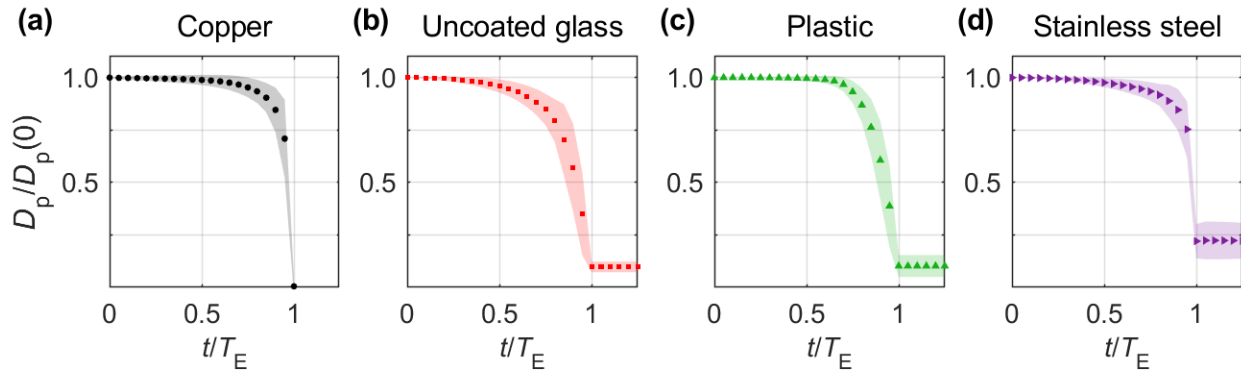 (a) Copper
(b) Uncoated glass
(c) Plastic
(d) Stainless steel
D_p/D_p(0)
1.0
0.5
0 0.5 1
t/T_E
1.0
0.5
0 0.5 1
t/T_E
1.0
0.5
0 0.5 1
t/T_E
1.0
0.5
0 0.5 1
t/T_E